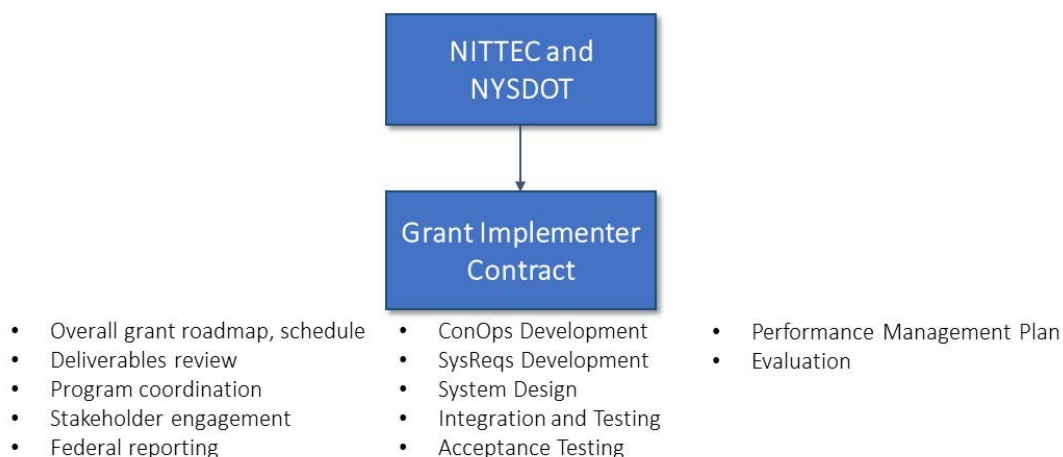 NITTEC and
NYSDOT
Grant Implementer
Contract
• Overall grant roadmap, schedule
• Deliverables review
• Program coordination
• Stakeholder engagement
• Federal reporting
• ConOps Development
• SysReqs Development
• System Design
• Integration and Testing
• Acceptance Testing
• Performance Management Plan
• Evaluation